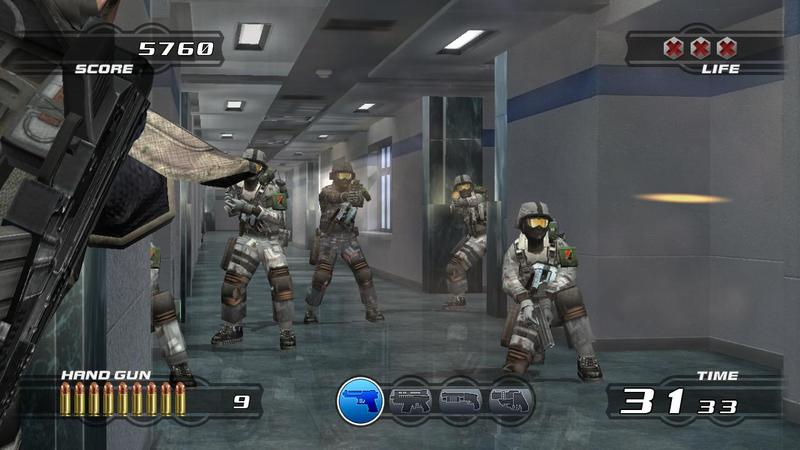 5760
SCORE
LIFE
HAND GUN
9
TIME
31 33